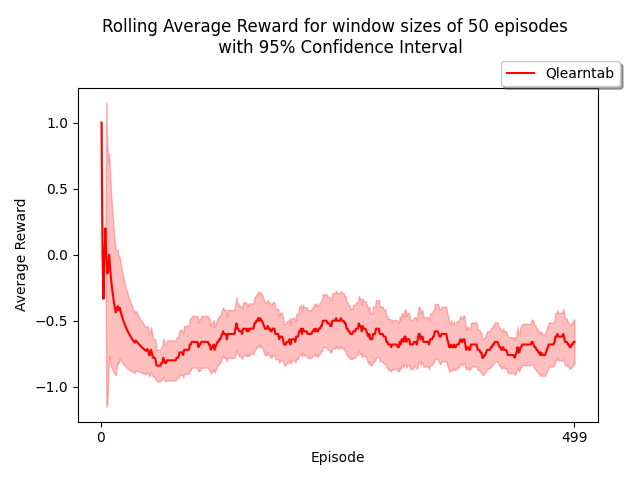 Rolling Average Reward for window sizes of 50 episodes
with 95% Confidence Interval
Qlearntab
1.0
0.5
0.0
−0.5
−1.0
Average Reward
0
499
Episode